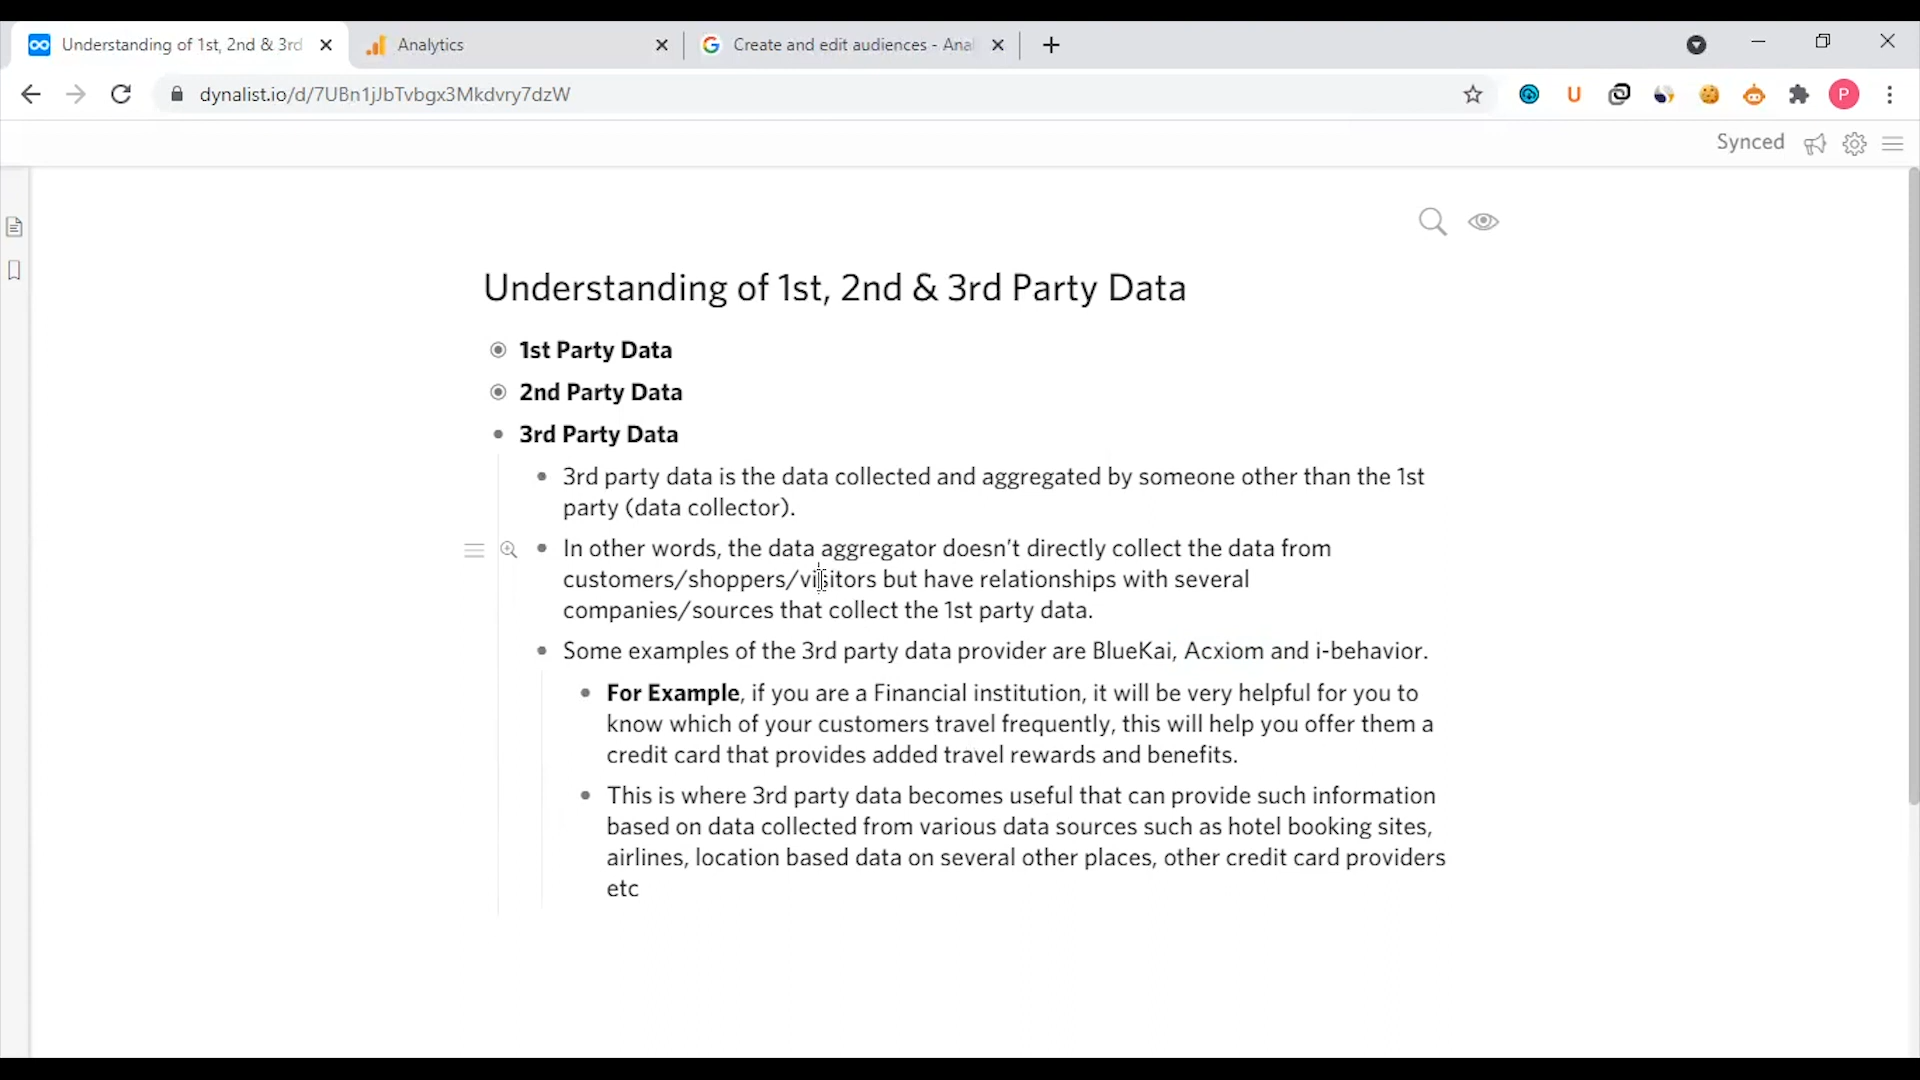 Understanding of 1st, 2nd & 3rd
Analytics
Create and edit audiences - Anal
dynalist.io/d/7UBn1jJbTvbgx3Mkdvry7dzW
U
P
Synced
Understanding of 1st, 2nd & 3rd Party Data
1st Party Data
2nd Party Data
3rd Party Data
3rd party data is the data collected and aggregated by someone other than the 1st
party (data collector).
In other words, the data aggregator doesn't directly collect the data from
customers/shoppers/visitors but have relationships with several
companies/sources that collect the 1st party data.
Some examples of the 3rd party data provider are BlueKai, Acxiom and i-behavior.
For Example, if you are a Financial institution, it will be very helpful for you to
know which of your customers travel frequently, this will help you offer them a
credit card that provides added travel rewards and benefits.
This is where 3rd party data becomes useful that can provide such information
based on data collected from various data sources such as hotel booking sites,
airlines, location based data on several other places, other credit card providers
etc